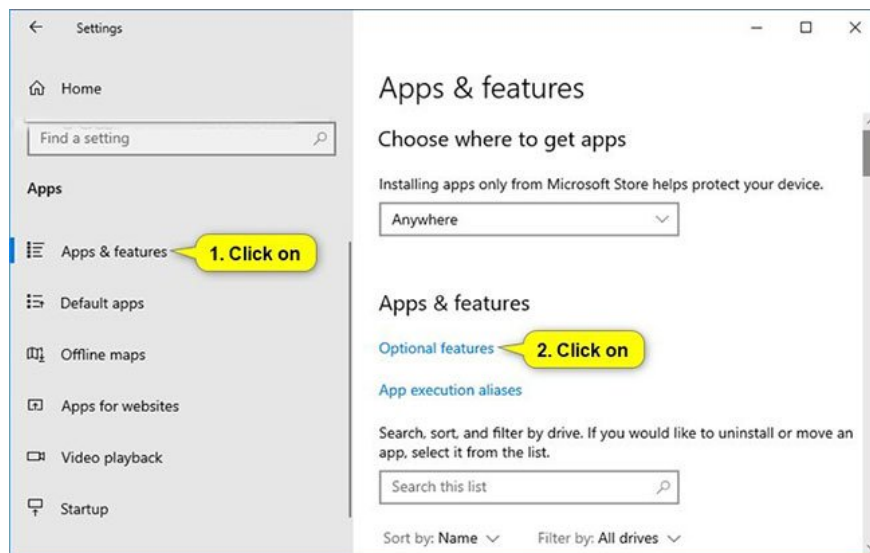 Settings
Home
Find a setting
Apps
Apps & features
1. Click on
Default apps
Offline maps
Apps for websites
Video playback
Startup
Apps & features
Choose where to get apps
Installing apps only from Microsoft Store helps protect your device.
Anywhere
Apps & features
Optional features
2. Click on
App execution aliases
Search, sort, and filter by drive. If you would like to uninstall or move an
app, select it from the list.
Search this list
Sort by: Name Filter by: All drives